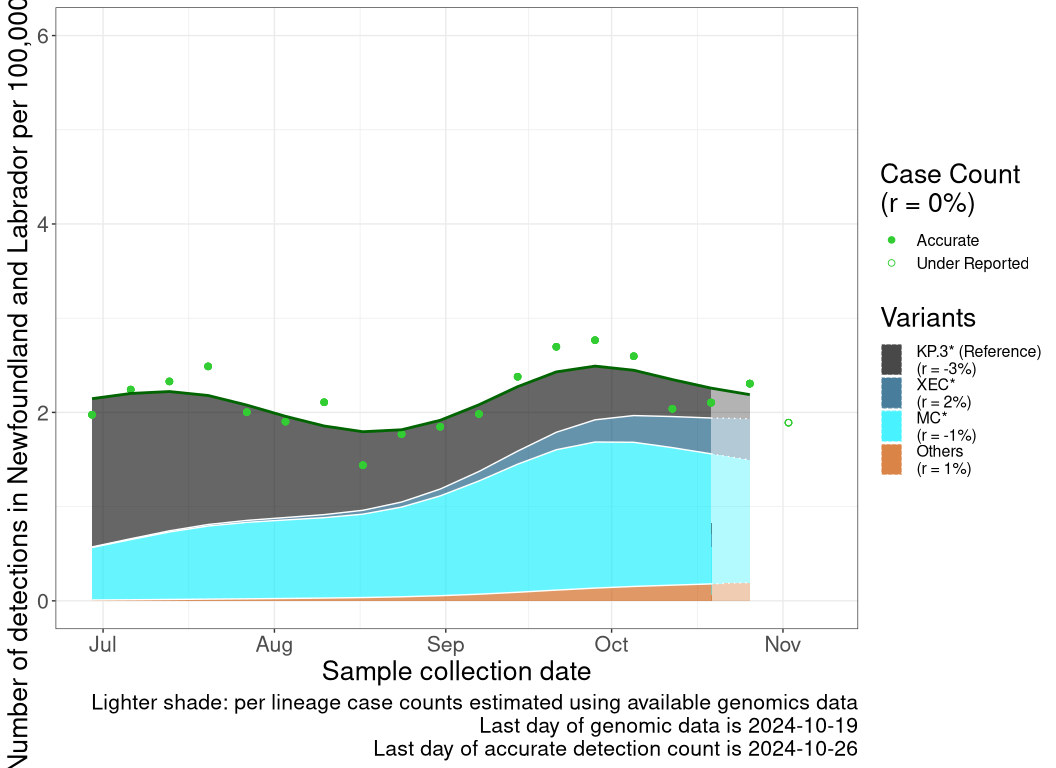 Number of detections in Newfoundland and Labrador per 100,000
6
4
2
0
Jul
Aug
Sep
Oct
Nov
Sample collection date
Lighter shade: per lineage case counts estimated using available genomics data
Last day of genomic data is 2024-10-19
Last day of accurate detection count is 2024-10-26
Case Count
(r = 0%)
Accurate
Under Reported
Variants
KP.3* (Reference)
(r = -3%)
XEC*
(r = 2%)
MC*
(r = -1%)
Others
(r = 1%)